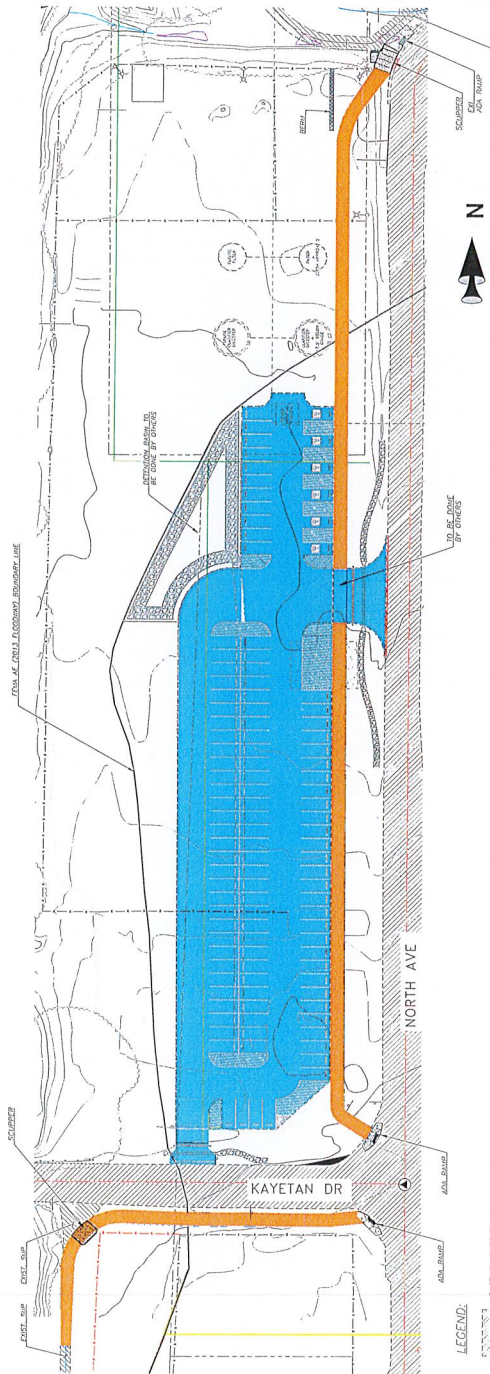 FEMA AE (2013 FLOODWAY) BOUNDARY LINE
DETENTION BASIN TO
BE DONE BY OTHERS
BERM
SCUPPER
EXI
ADA RAMP
N
TO BE DONE
BY OTHERS
NORTH AVE
KAYETAN DR
ADA RAMP
ADA RAMP
SCUPPER
EXIST. SUP
EXIST. SUP
LEGEND: